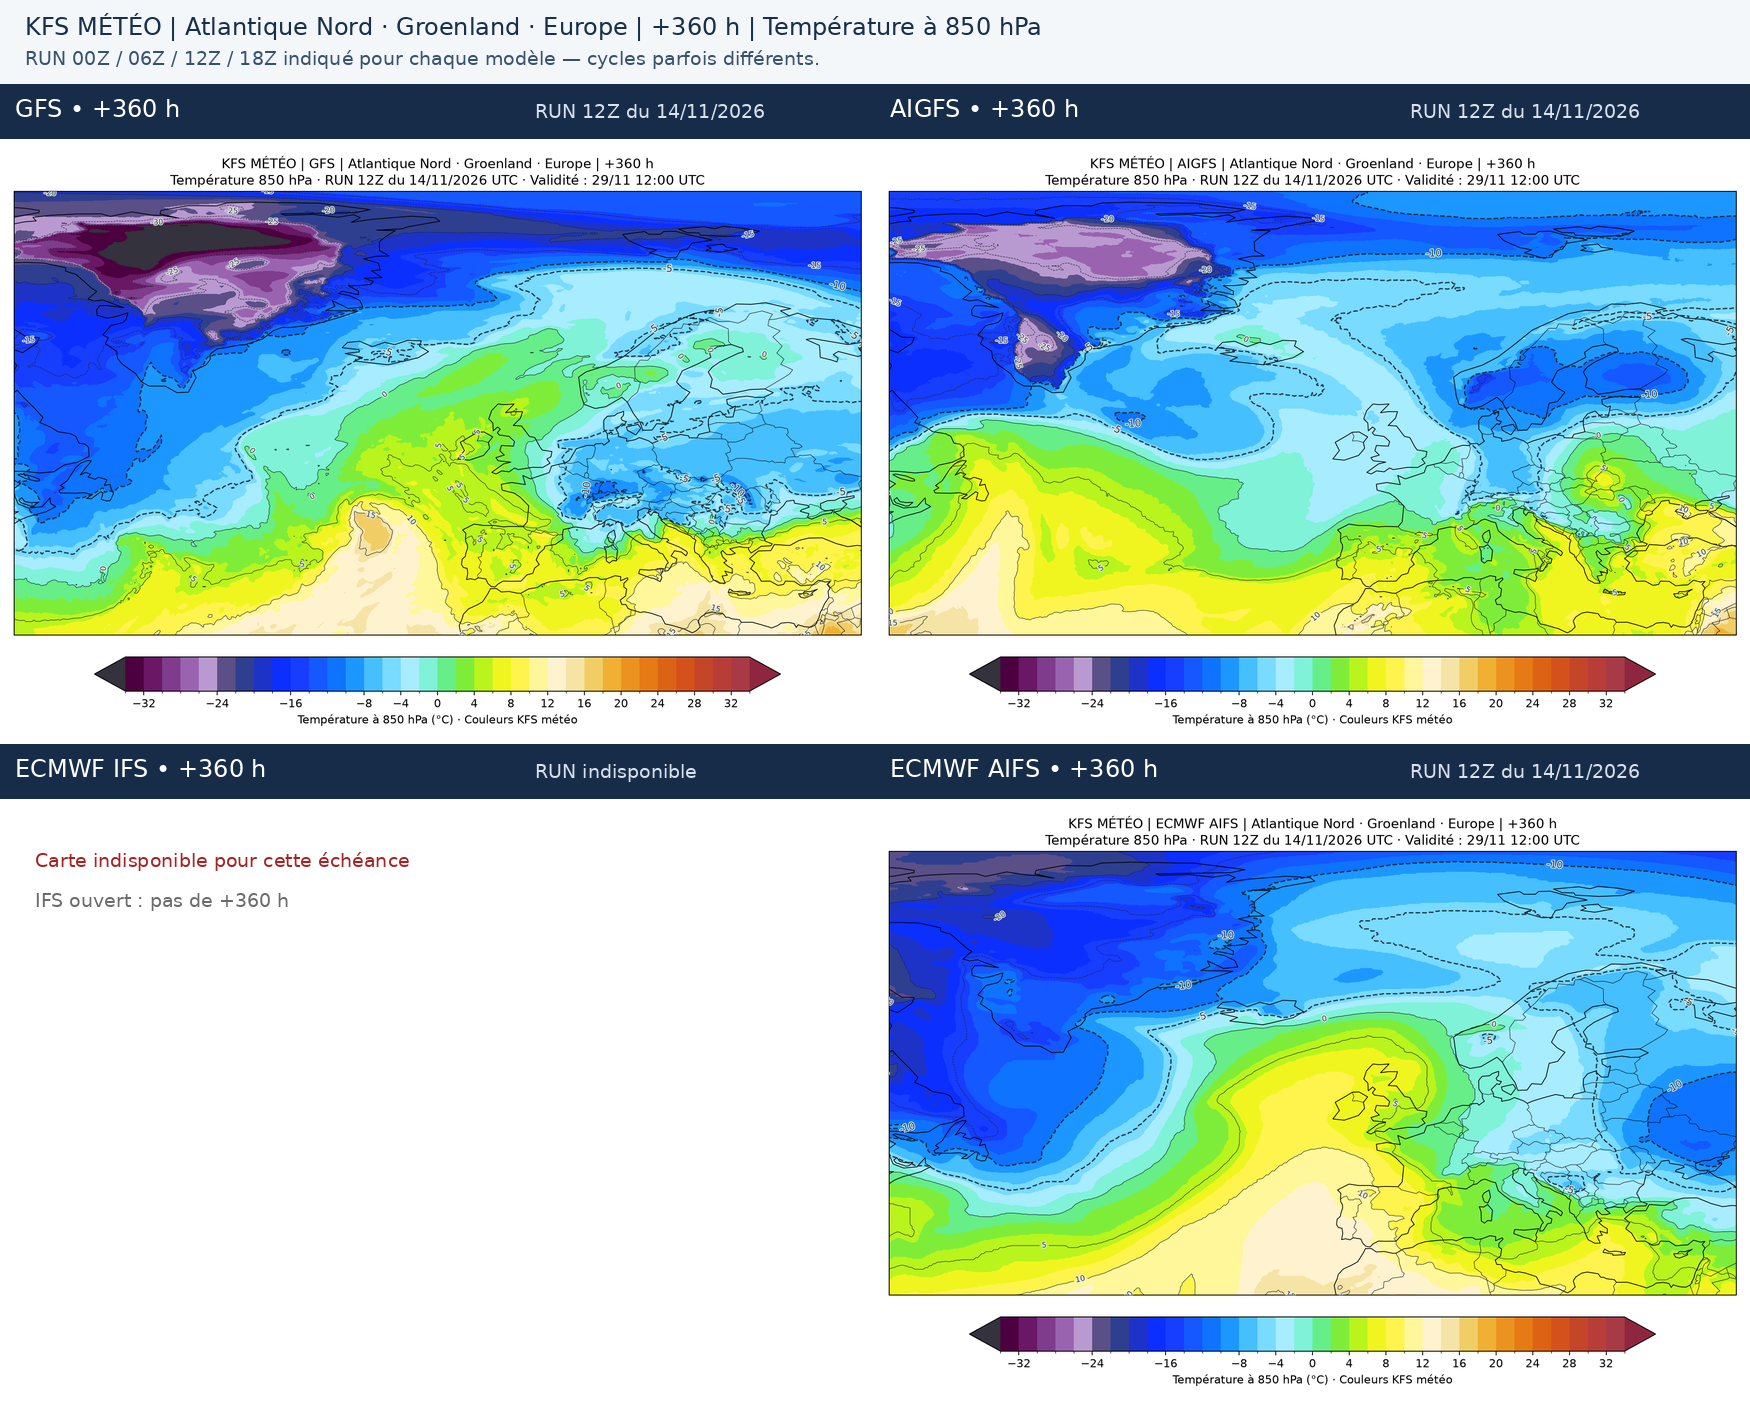 KFS MÉTÉO | Atlantique Nord · Groenland · Europe | +360 h | Température à 850 hPa
RUN 00Z / 06Z / 12Z / 18Z indiqué pour chaque modèle — cycles parfois différents.
GFS • +360 h
RUN 12Z du 14/11/2026
KFS MÉTÉO | GFS | Atlantique Nord · Groenland · Europe | +360 h
Température 850 hPa · RUN 12Z du 14/11/2026 UTC · Validité : 29/11 12:00 UTC
−32 −24 −16 −8 −4 0 4 8 12 16 20 24 28 32
Température à 850 hPa (°C) · Couleurs KFS météo
AIGFS • +360 h
RUN 12Z du 14/11/2026
KFS MÉTÉO | AIGFS | Atlantique Nord · Groenland · Europe | +360 h
Température 850 hPa · RUN 12Z du 14/11/2026 UTC · Validité : 29/11 12:00 UTC
−32 −24 −16 −8 −4 0 4 8 12 16 20 24 28 32
Température à 850 hPa (°C) · Couleurs KFS météo
ECMWF IFS • +360 h
RUN indisponible
Carte indisponible pour cette échéance
IFS ouvert : pas de +360 h
ECMWF AIFS • +360 h
RUN 12Z du 14/11/2026
KFS MÉTÉO | ECMWF AIFS | Atlantique Nord · Groenland · Europe | +360 h
Température 850 hPa · RUN 12Z du 14/11/2026 UTC · Validité : 29/11 12:00 UTC
−32 −24 −16 −8 −4 0 4 8 12 16 20 24 28 32
Température à 850 hPa (°C) · Couleurs KFS météo